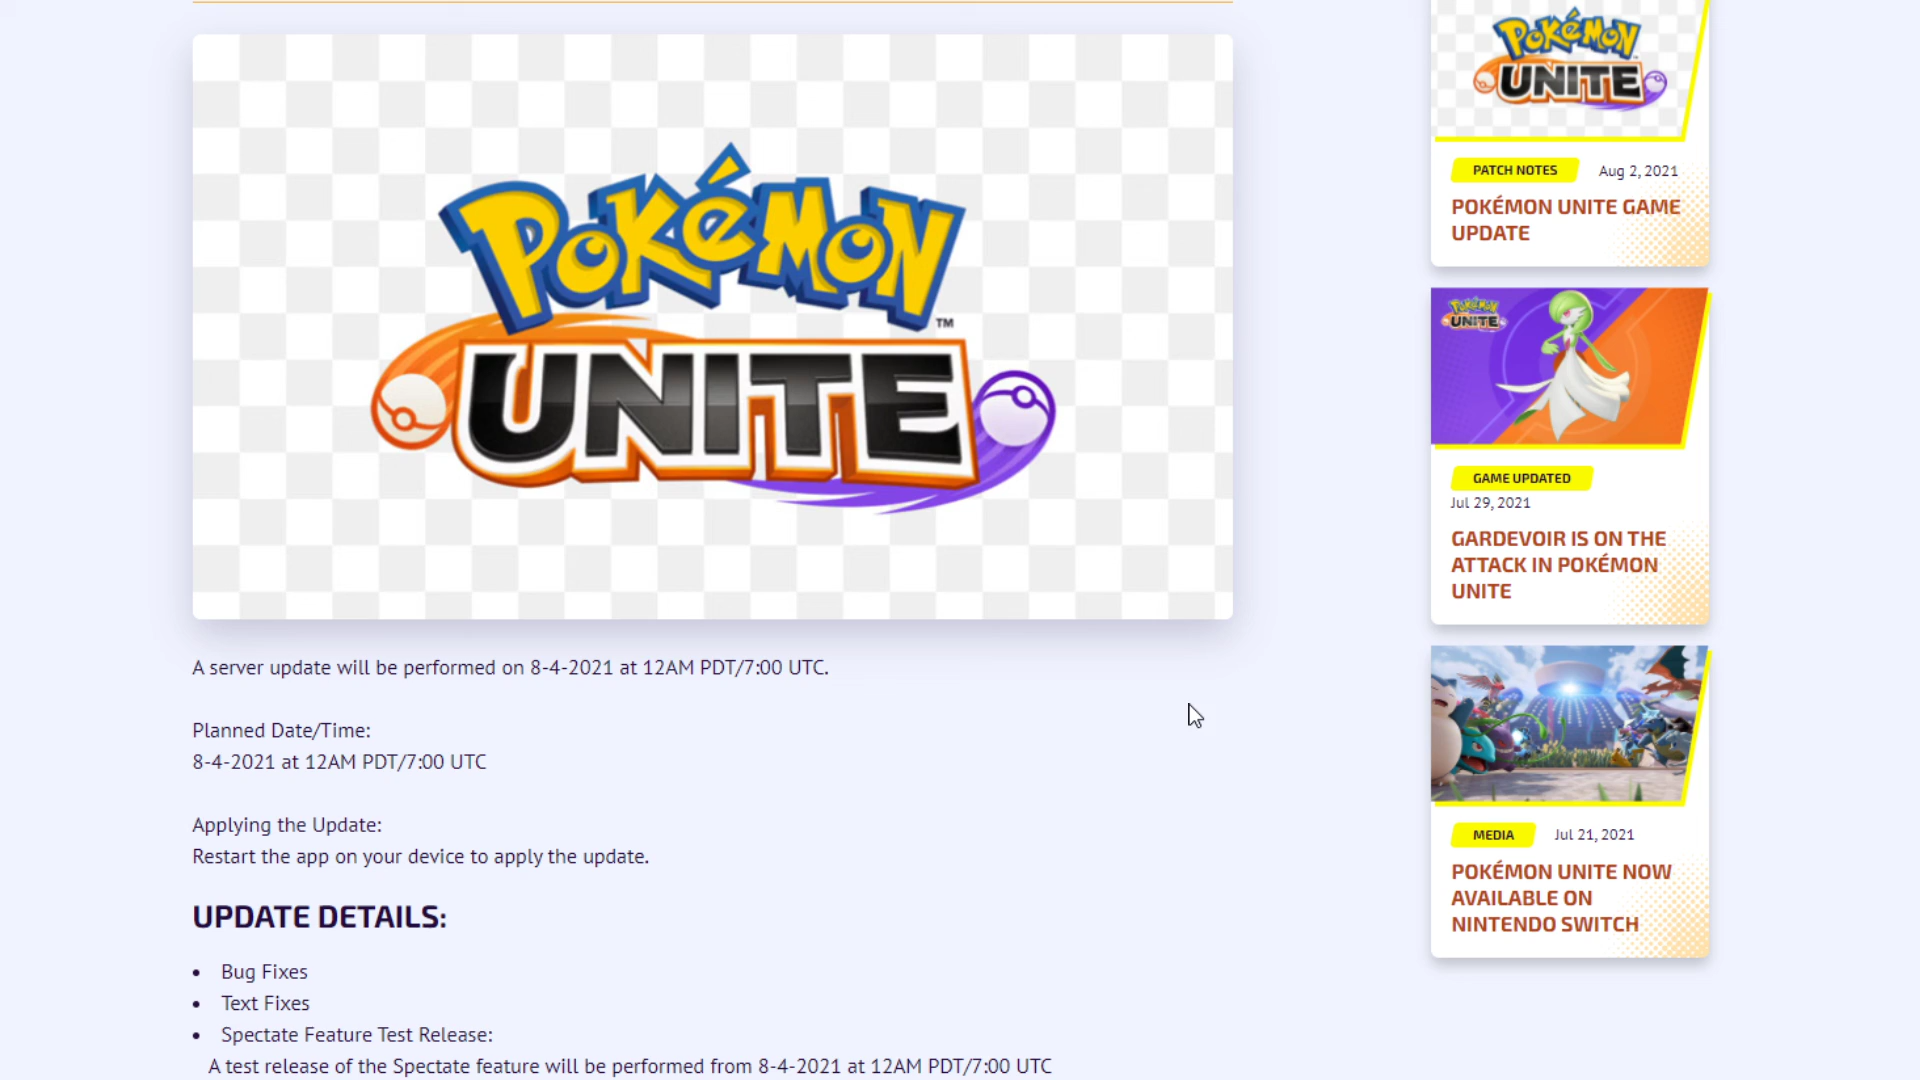 POKÉMON
™
UNITE
A server update will be performed on 8-4-2021 at 12AM PDT/7:00 UTC.
Planned Date/Time:
8-4-2021 at 12AM PDT/7:00 UTC
Applying the Update:
Restart the app on your device to apply the update.
UPDATE DETAILS:
• Bug Fixes
• Text Fixes
• Spectate Feature Test Release:
A test release of the Spectate feature will be performed from 8-4-2021 at 12AM PDT/7:00 UTC
POKÉMON
UNITE
PATCH NOTES Aug 2, 2021
POKÉMON UNITE GAME
UPDATE
POKÉMON
UNITE
GAME UPDATED
Jul 29, 2021
GARDEVOIR IS ON THE
ATTACK IN POKÉMON
UNITE
MEDIA Jul 21, 2021
POKÉMON UNITE NOW
AVAILABLE ON
NINTENDO SWITCH